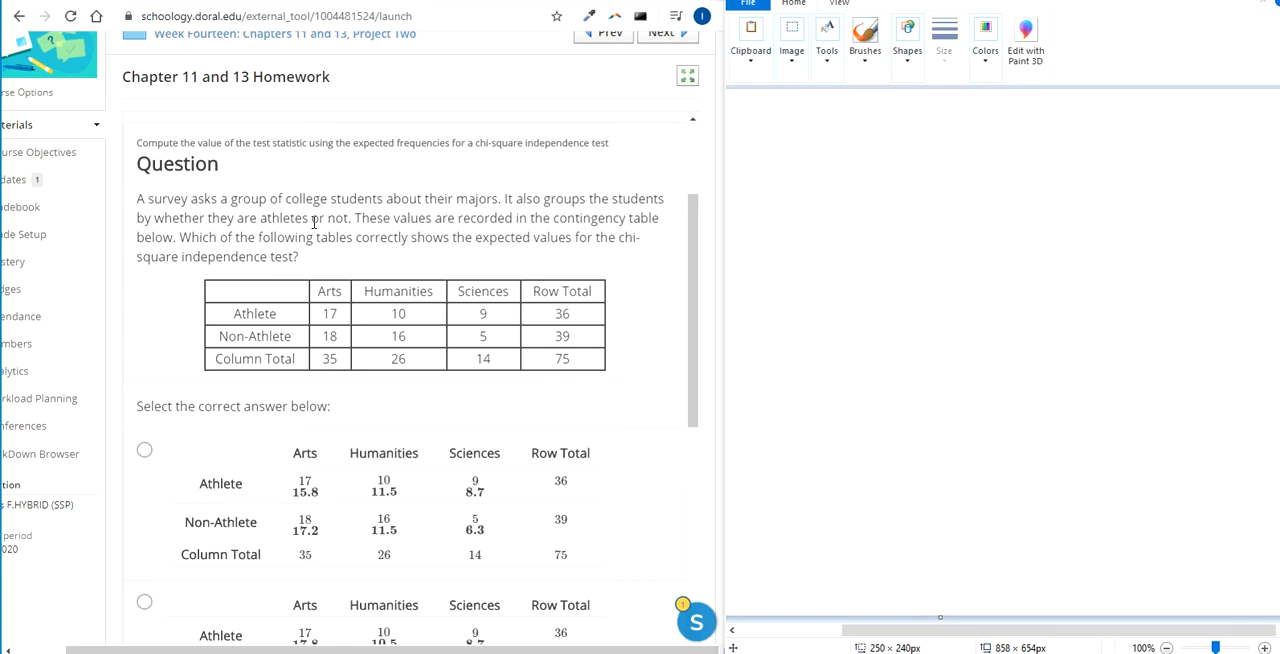 schoology.doral.edu/external_tool/1004481524/launch
Week Fourteen: Chapters 11 and 13, Project Two
Prev
Next
Chapter 11 and 13 Homework
rse Options
terials
urse Objectives
dates 1
adebook
ade Setup
stery
dges
endance
mbers
alytics
rkload Planning
nferences
kDown Browser
tion
s F.HYBRID (SSP)
period
020
Compute the value of the test statistic using the expected frequencies for a chi-square independence test
Question
A survey asks a group of college students about their majors. It also groups the students
by whether they are athletes or not. These values are recorded in the contingency table
below. Which of the following tables correctly shows the expected values for the chi-
square independence test?
Arts Humanities Sciences Row Total
Athlete 17 10 9 36
Non-Athlete 18 16 5 39
Column Total 35 26 14 75
Select the correct answer below:
Arts Humanities Sciences Row Total
Athlete 17 10 9 36
15.8 11.5 8.7
Non-Athlete 18 16 5 39
17.2 11.5 6.3
Column Total 35 26 14 75
Arts Humanities Sciences Row Total
Athlete 17 10 9 36
S
1
I
File Home View
Clipboard Image Tools Brushes Shapes Size Colors Edit with
Paint 3D
250 × 240px 858 × 654px 100%